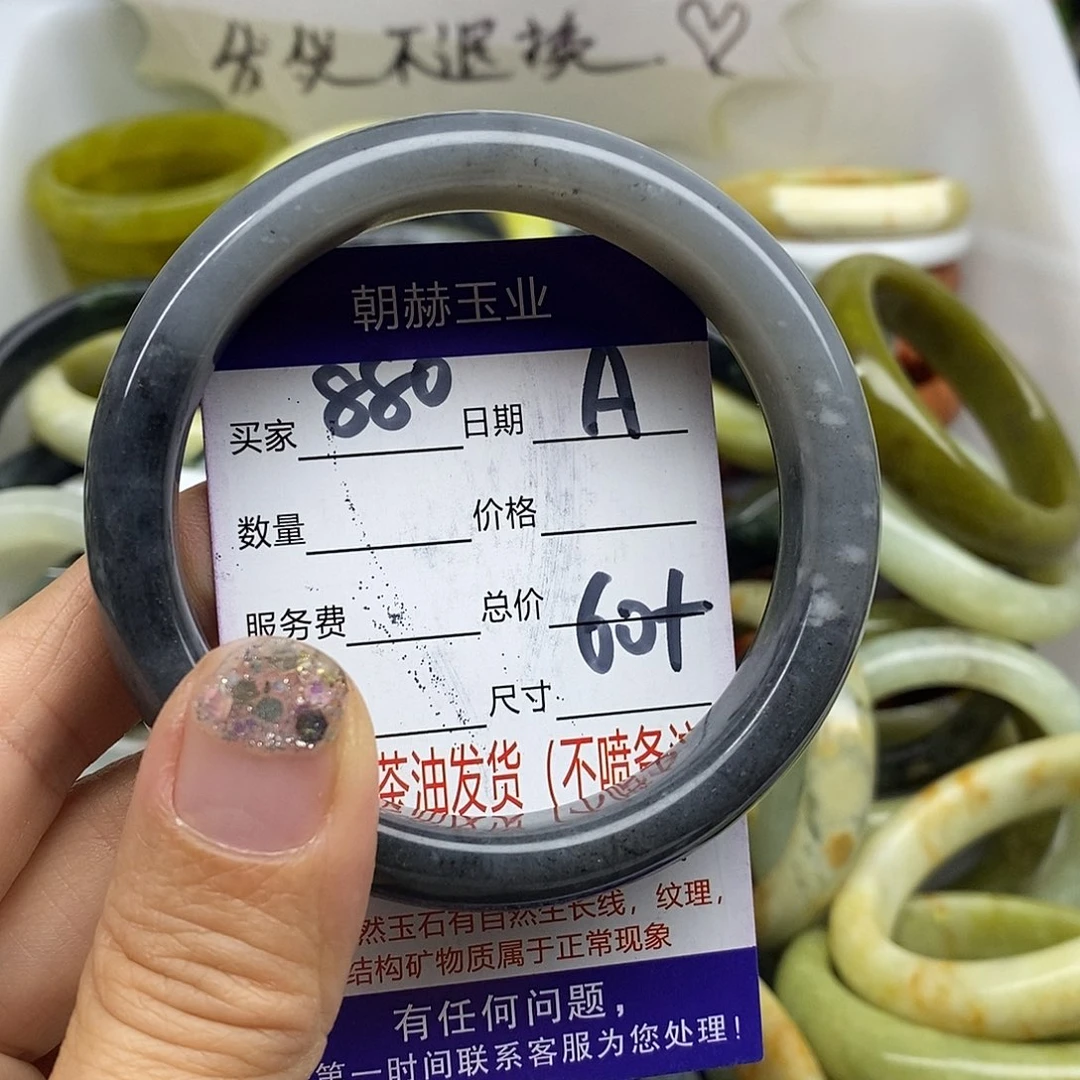 不退换
朝赫玉业
买家 880 日期 A
数量 价格
服务费 总价 60+
尺寸
茶油发货（不喷
然玉石有自然生长线，纹理，
结构矿物质属于正常现象
有任何问题，
第一时间联系客服为您处理！